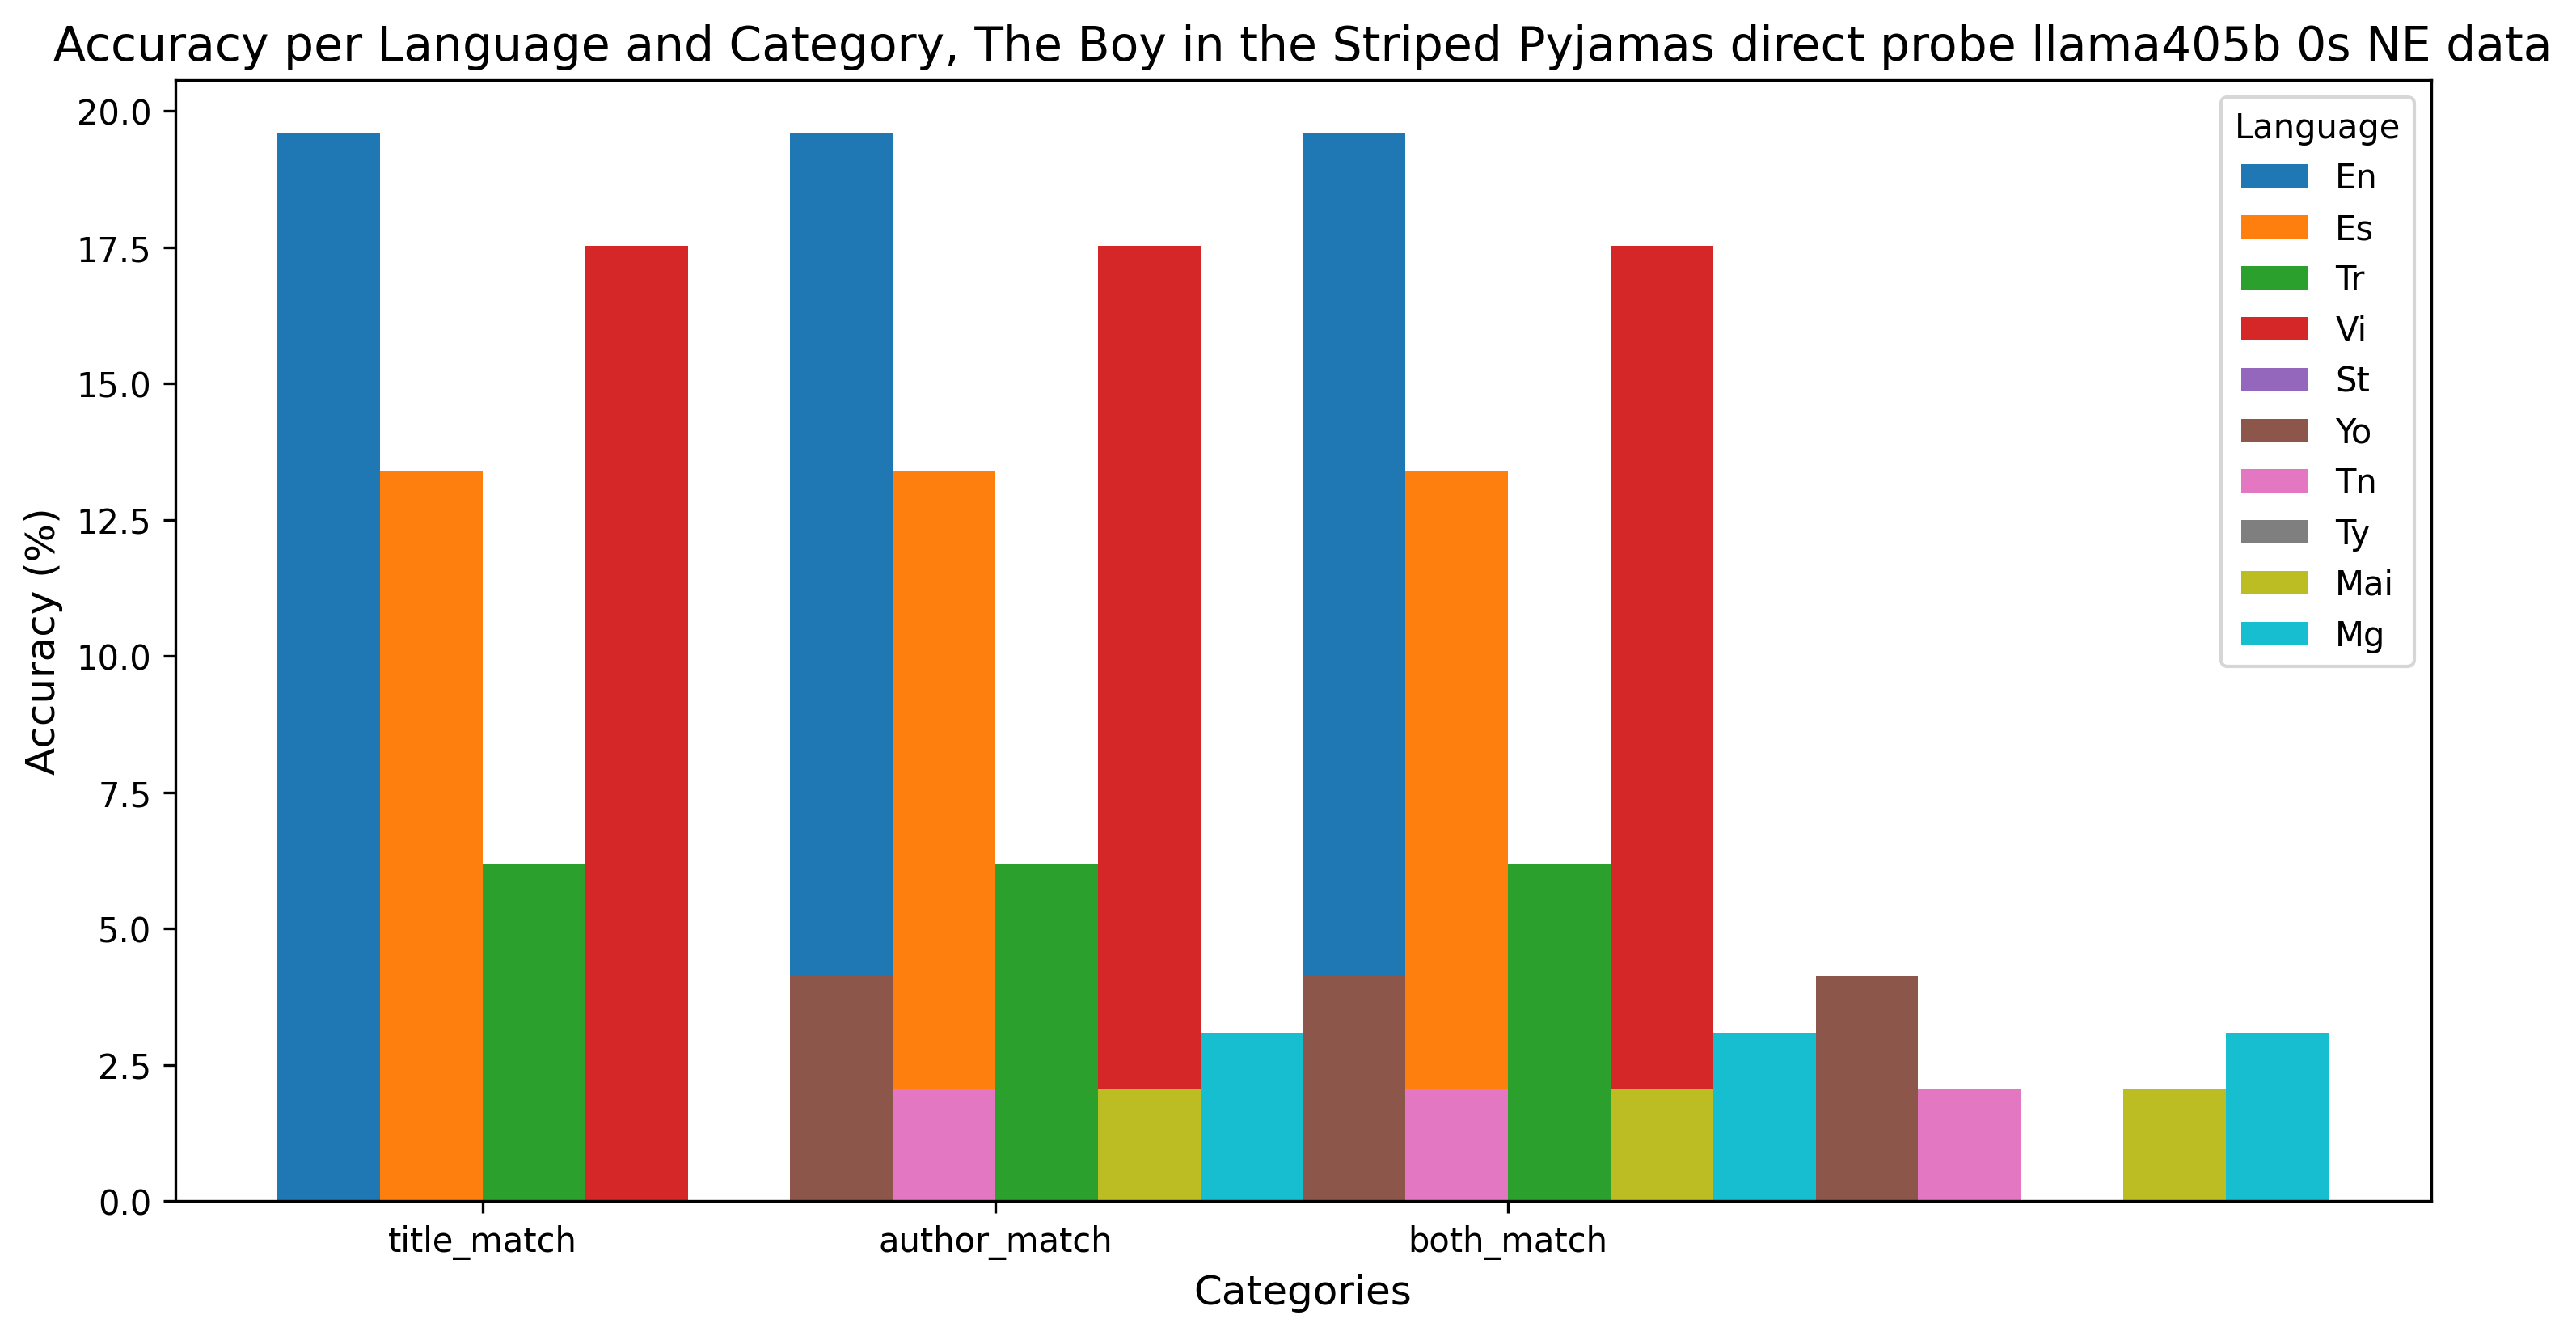 Accuracy per Language and Category, The Boy in the Striped Pyjamas direct probe llama405b 0s NE data
Accuracy (%)
20.0
17.5
15.0
12.5
10.0
7.5
5.0
2.5
0.0
Language
En
Es
Tr
Vi
St
Yo
Tn
Ty
Mai
Mg
title_match author_match both_match
Categories